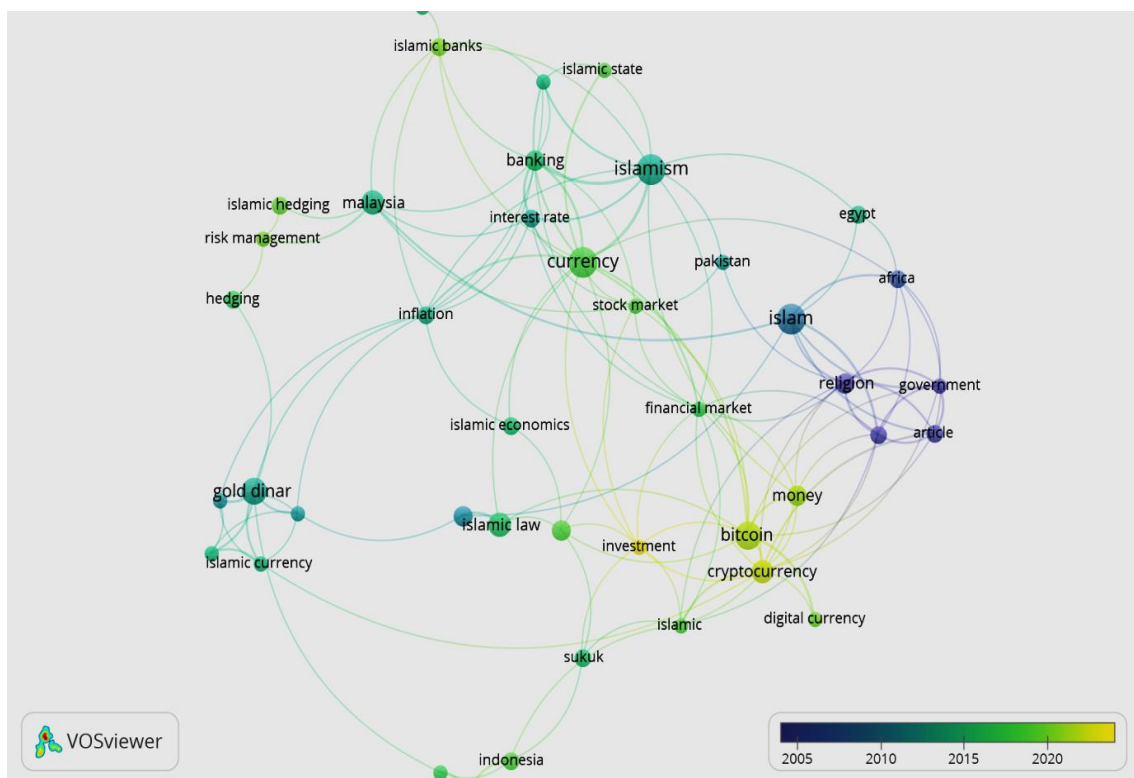 islamic banks
islamic state
banking
islamism
islamic hedging
malaysia
interest rate
egypt
risk management
currency
pakistan
africa
hedging
inflation
stock market
islam
religion
government
financial market
islamic economics
article
gold dinar
money
islamic law
bitcoin
investment
islamic currency
cryptocurrency
islamic
digital currency
sukuk
indonesia
VOSviewer
2005 2010 2015 2020